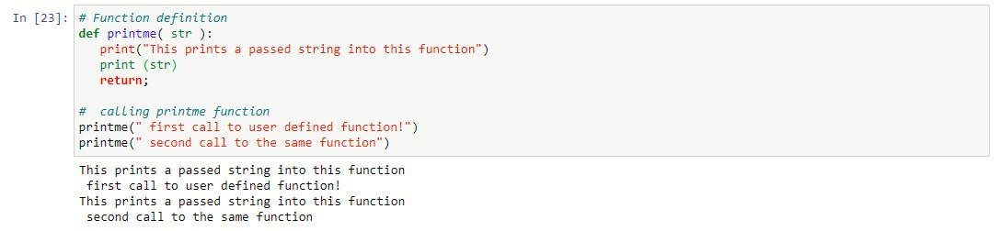 In [23]: # Function definition
def printme( str ):
   print("This prints a passed string into this function")
   print (str)
   return;
#  calling printme function
printme(" first call to user defined function!")
printme(" second call to the same function")
This prints a passed string into this function
 first call to user defined function!
This prints a passed string into this function
 second call to the same function